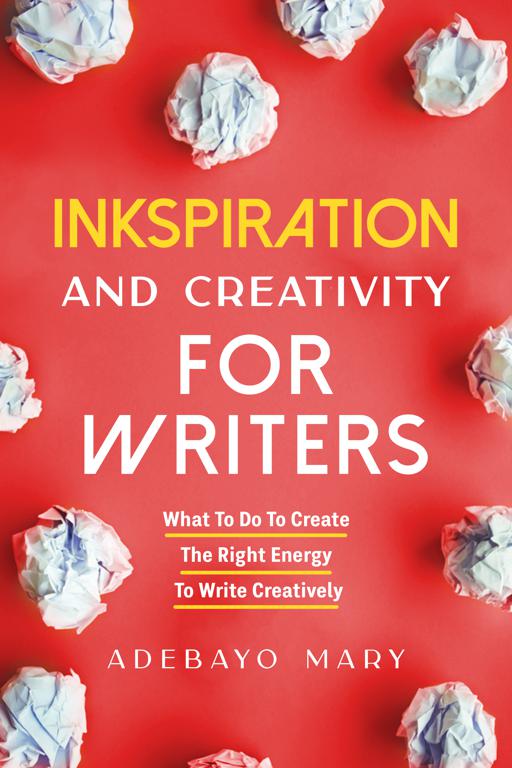 INKSPIRATION
AND CREATIVITY
FOR
WRITERS
What To Do To Create
The Right Energy
To Write Creatively
ADEBAYO MARY